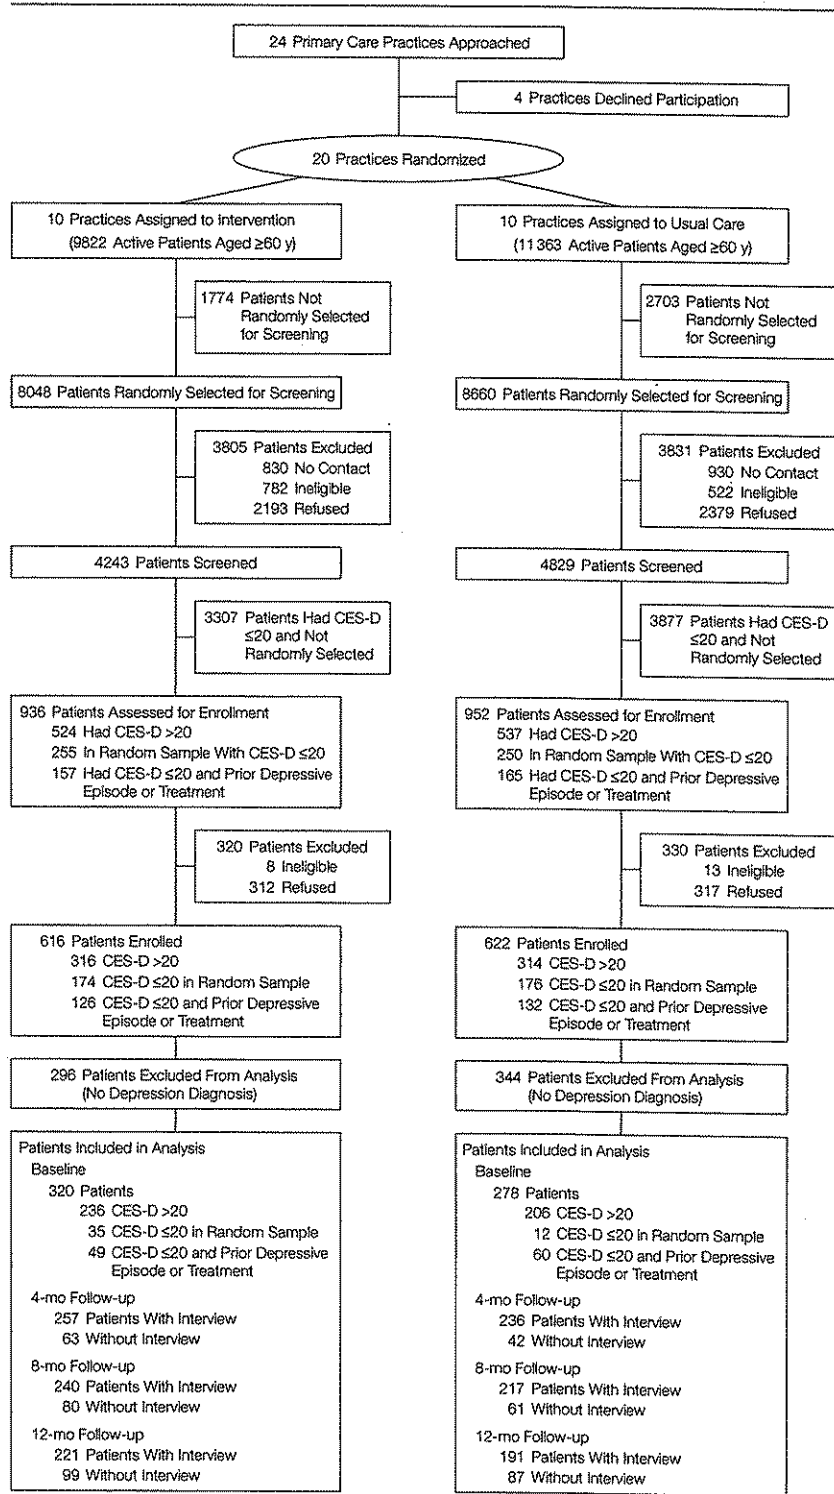 24 Primary Care Practices Approached
4 Practices Declined Participation
20 Practices Randomized
10 Practices Assigned to Intervention
(9822 Active Patients Aged ≥60 y)
1774 Patients Not
Randomly Selected
for Screening
8048 Patients Randomly Selected for Screening
3805 Patients Excluded
830 No Contact
782 Ineligible
2193 Refused
4243 Patients Screened
3307 Patients Had CES-D
≤20 and Not
Randomly Selected
936 Patients Assessed for Enrollment
524 Had CES-D >20
255 In Random Sample With CES-D ≤20
157 Had CES-D ≤20 and Prior Depressive
Episode or Treatment
320 Patients Excluded
8 Ineligible
312 Refused
616 Patients Enrolled
316 CES-D >20
174 CES-D ≤20 in Random Sample
126 CES-D ≤20 and Prior Depressive
Episode or Treatment
296 Patients Excluded From Analysis
(No Depression Diagnosis)
Patients Included in Analysis
Baseline
320 Patients
236 CES-D >20
35 CES-D ≤20 in Random Sample
49 CES-D ≤20 and Prior Depressive
Episode or Treatment
4-mo Follow-up
257 Patients With Interview
63 Without Interview
8-mo Follow-up
240 Patients With Interview
80 Without Interview
12-mo Follow-up
221 Patients With Interview
99 Without Interview
10 Practices Assigned to Usual Care
(11 363 Active Patients Aged ≥60 y)
2703 Patients Not
Randomly Selected
for Screening
8660 Patients Randomly Selected for Screening
3831 Patients Excluded
930 No Contact
522 Ineligible
2379 Refused
4829 Patients Screened
3877 Patients Had CES-D
≤20 and Not
Randomly Selected
952 Patients Assessed for Enrollment
537 Had CES-D >20
250 In Random Sample With CES-D ≤20
165 Had CES-D ≤20 and Prior Depressive
Episode or Treatment
330 Patients Excluded
13 Ineligible
317 Refused
622 Patients Enrolled
314 CES-D >20
176 CES-D ≤20 in Random Sample
132 CES-D ≤20 and Prior Depressive
Episode or Treatment
344 Patients Excluded From Analysis
(No Depression Diagnosis)
Patients Included in Analysis
Baseline
278 Patients
206 CES-D >20
12 CES-D ≤20 in Random Sample
60 CES-D ≤20 and Prior Depressive
Episode or Treatment
4-mo Follow-up
236 Patients With Interview
42 Without Interview
8-mo Follow-up
217 Patients With Interview
61 Without Interview
12-mo Follow-up
191 Patients With Interview
87 Without Interview